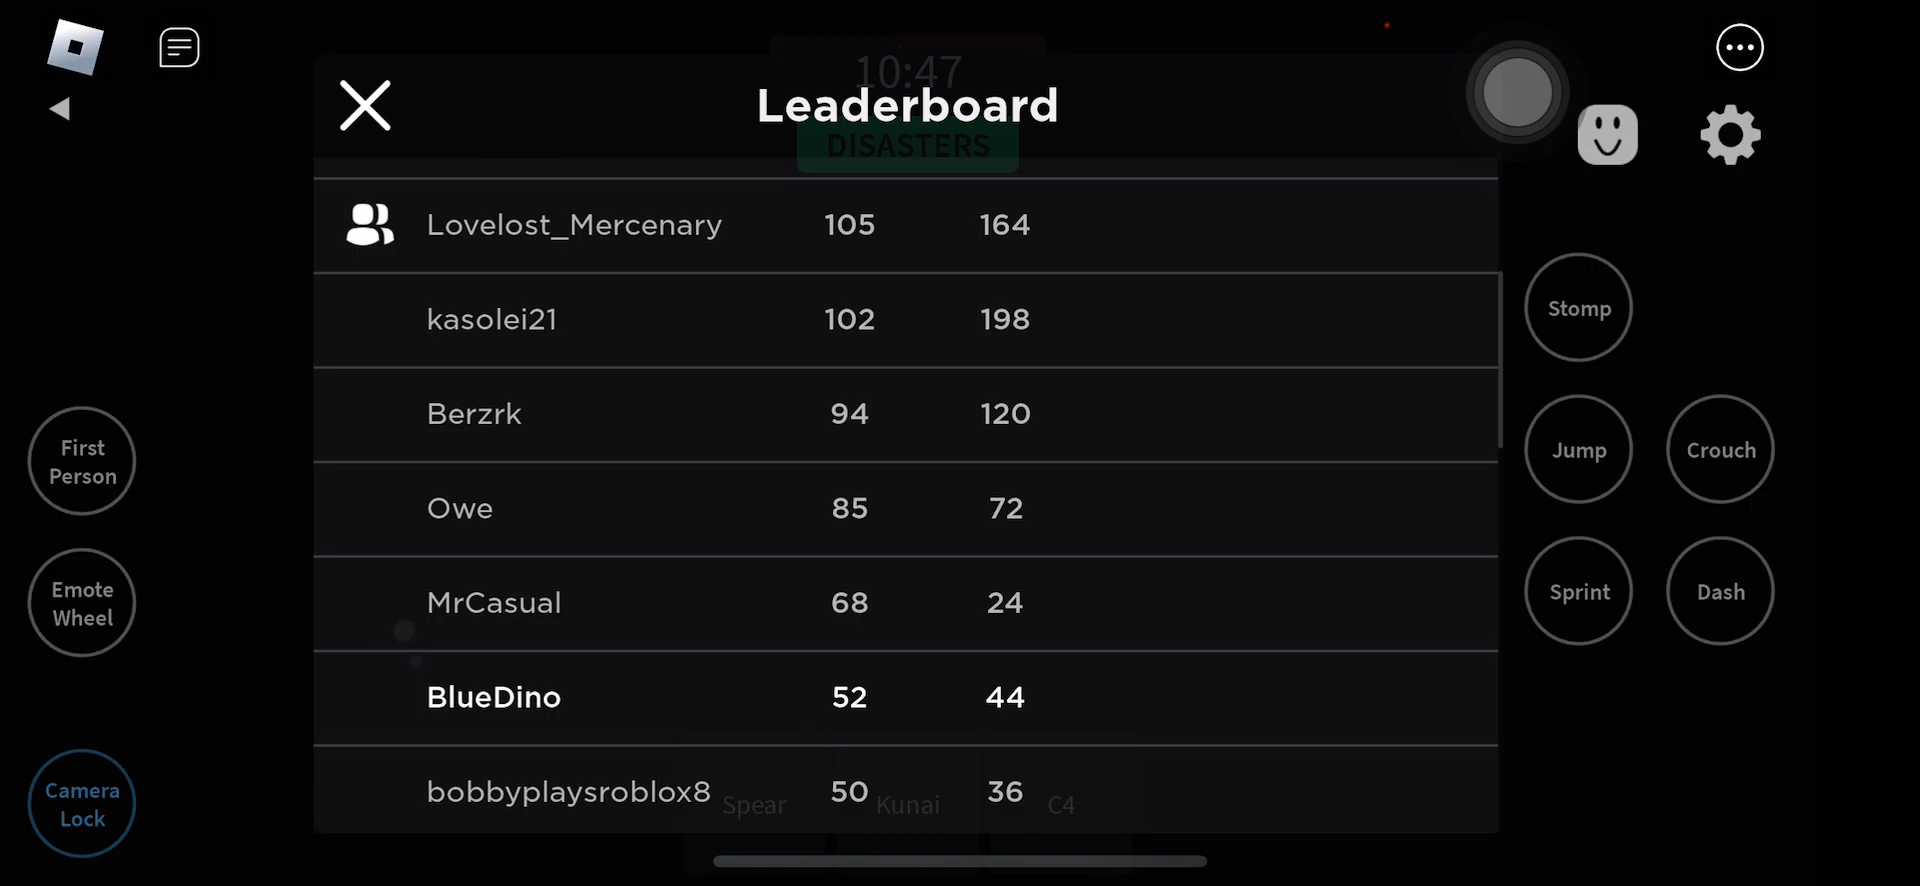 10:47
Leaderboard
DISASTERS
Lovelost_Mercenary 105 164
kasolei21 102 198
Berzrk 94 120
Owe 85 72
MrCasual 68 24
BlueDino 52 44
bobbyplaysroblox8 50 36
Spear Kunai C4
First
Person
Emote
Wheel
Camera
Lock
Stomp
Jump Crouch
Sprint Dash